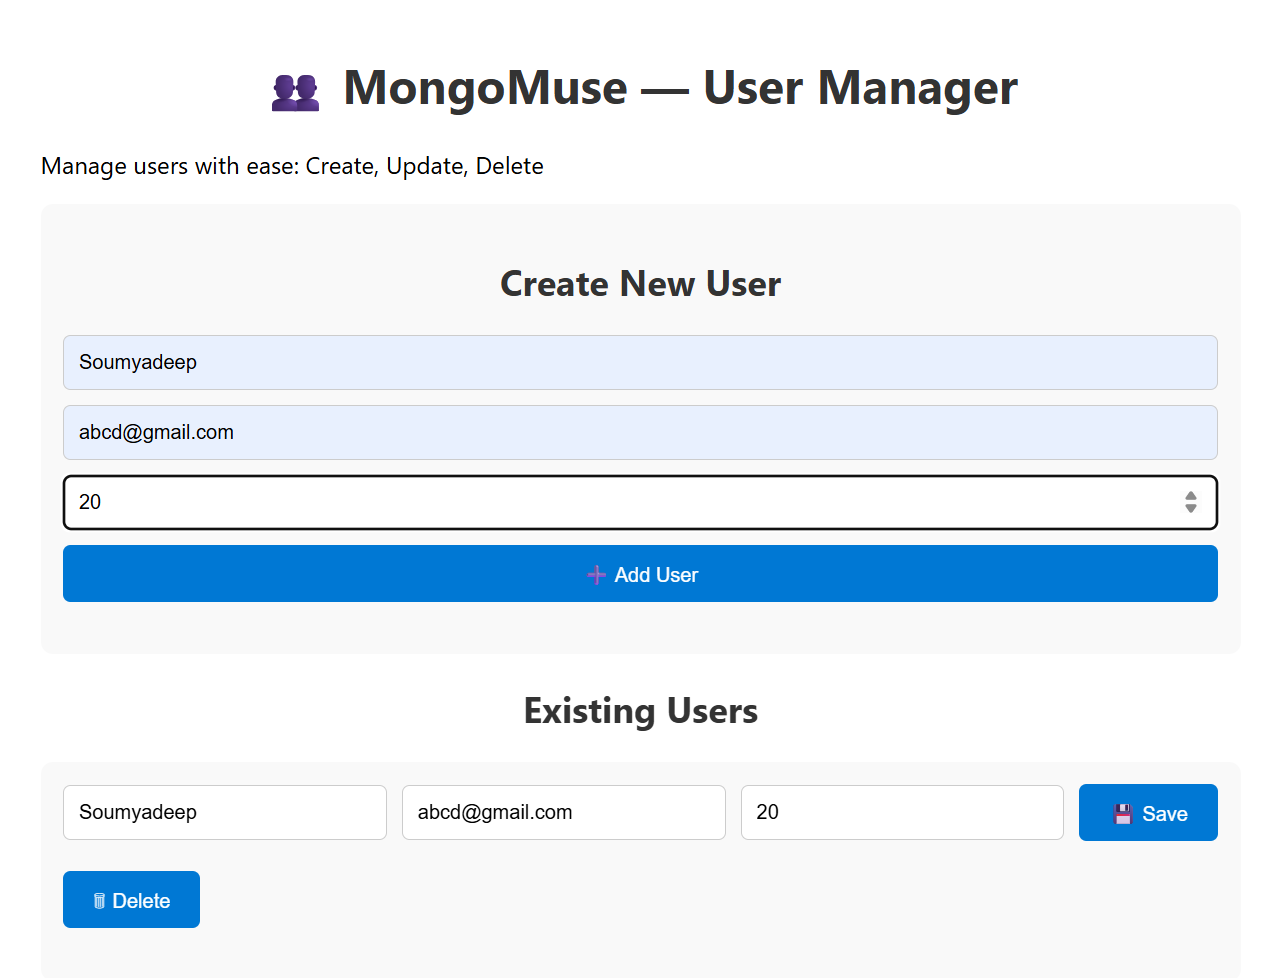 👥 MongoMuse — User Manager
Manage users with ease: Create, Update, Delete
Create New User
Soumyadeep
abcd@gmail.com
20
➕ Add User
Existing Users
Soumyadeep abcd@gmail.com 20 💾 Save
🗑 Delete